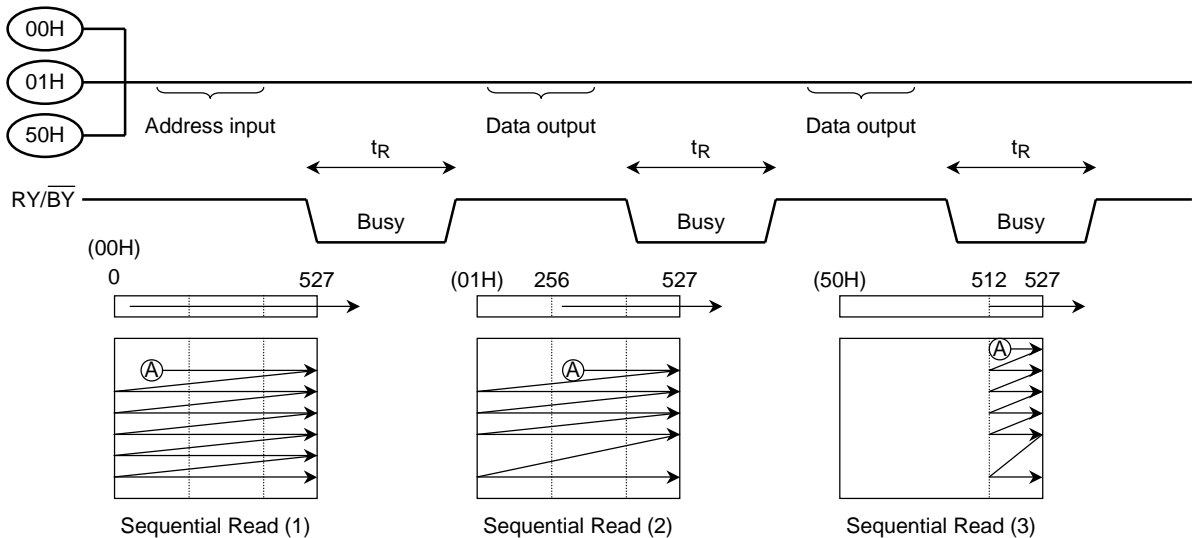 00H
01H
50H
Address input
Data output
Data output
tR
tR
tR
RY/B̅Y̅
Busy
Busy
Busy
(00H)
0
527
(01H)
256
527
(50H)
512
527
A
A
A
Sequential Read (1)
Sequential Read (2)
Sequential Read (3)